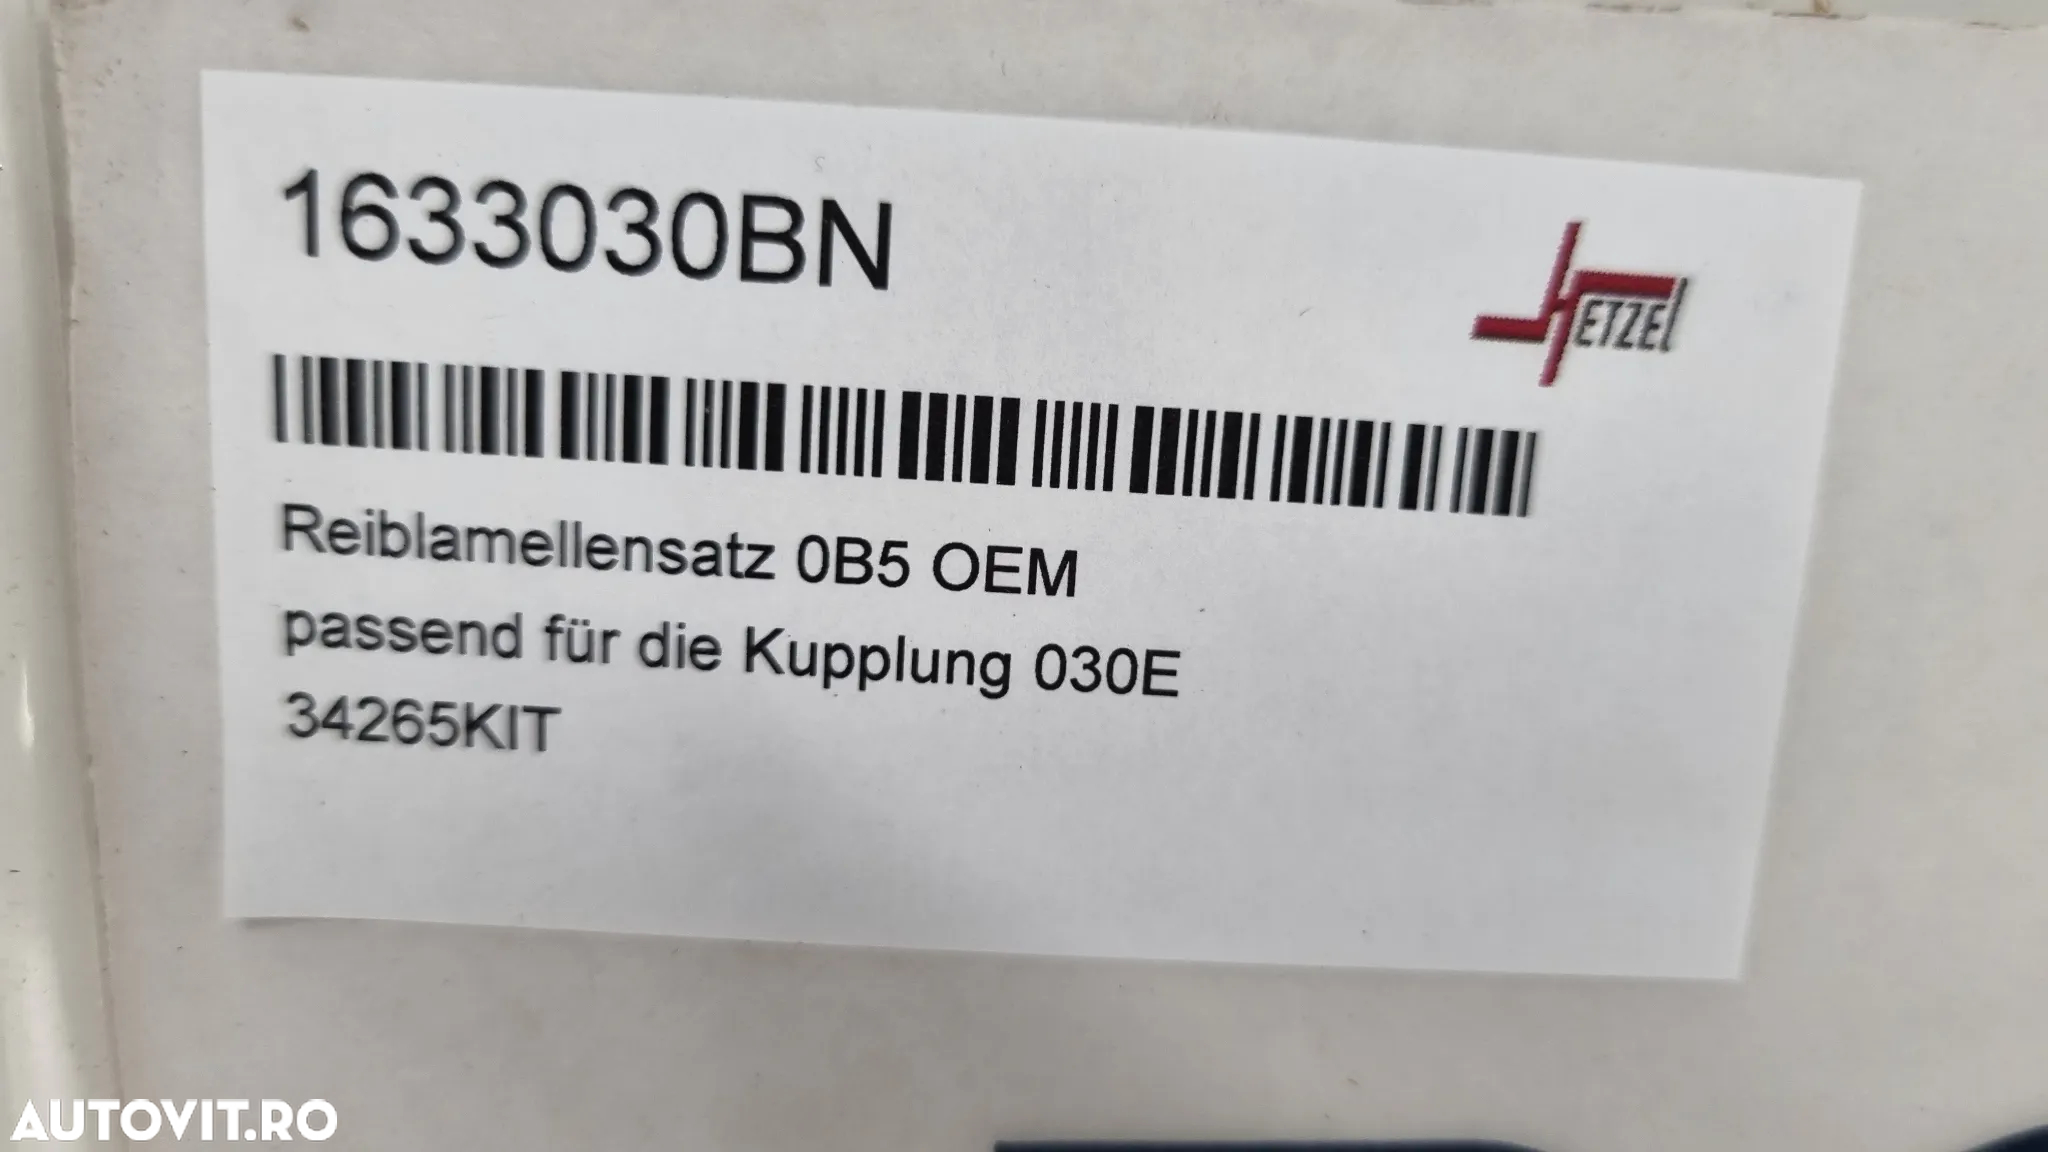 1633030BN
HETZEL
Reiblamellensatz 0B5 OEM
passend für die Kupplung 030E
34265KIT
AUTOVIT.RO